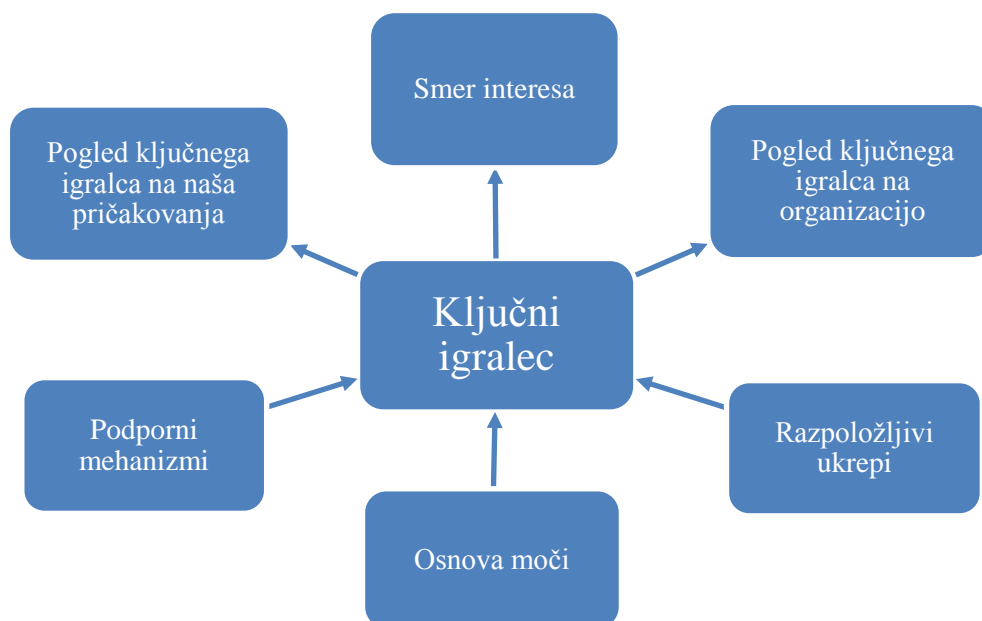 Smer interesa
Pogled ključnega
igralca na naša
pričakovanja
Pogled ključnega
igralca na
organizacijo
Ključni
igralec
Podporni
mehanizmi
Razpoložljivi
ukrepi
Osnova moči